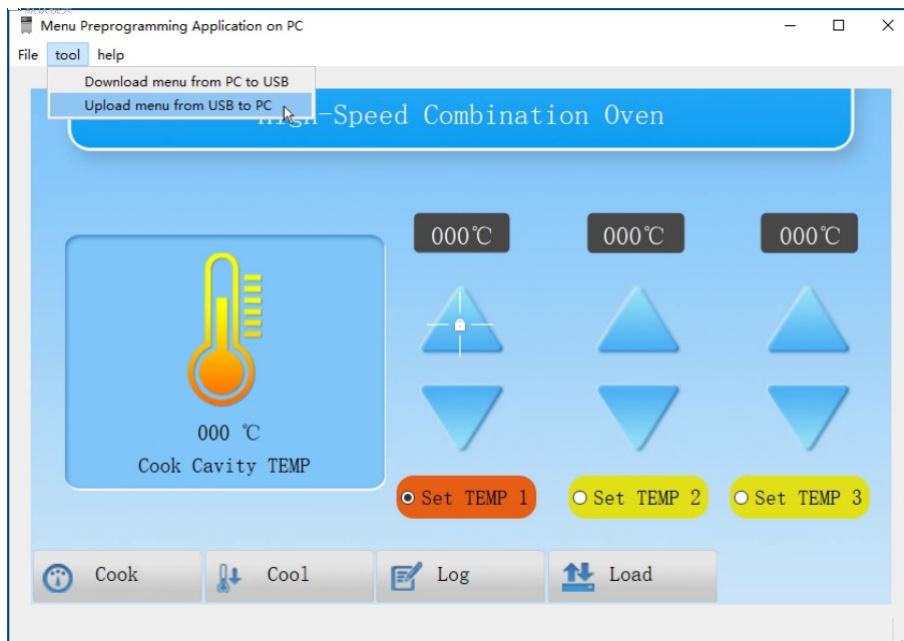 Menu Preprogramming Application on PC
File tool help
Download menu from PC to USB
Upload menu from USB to PC
-Speed Combination Oven
000℃ 000℃ 000℃
000 ℃
Cook Cavity TEMP
Set TEMP 1 Set TEMP 2 Set TEMP 3
Cook Cool Log Load